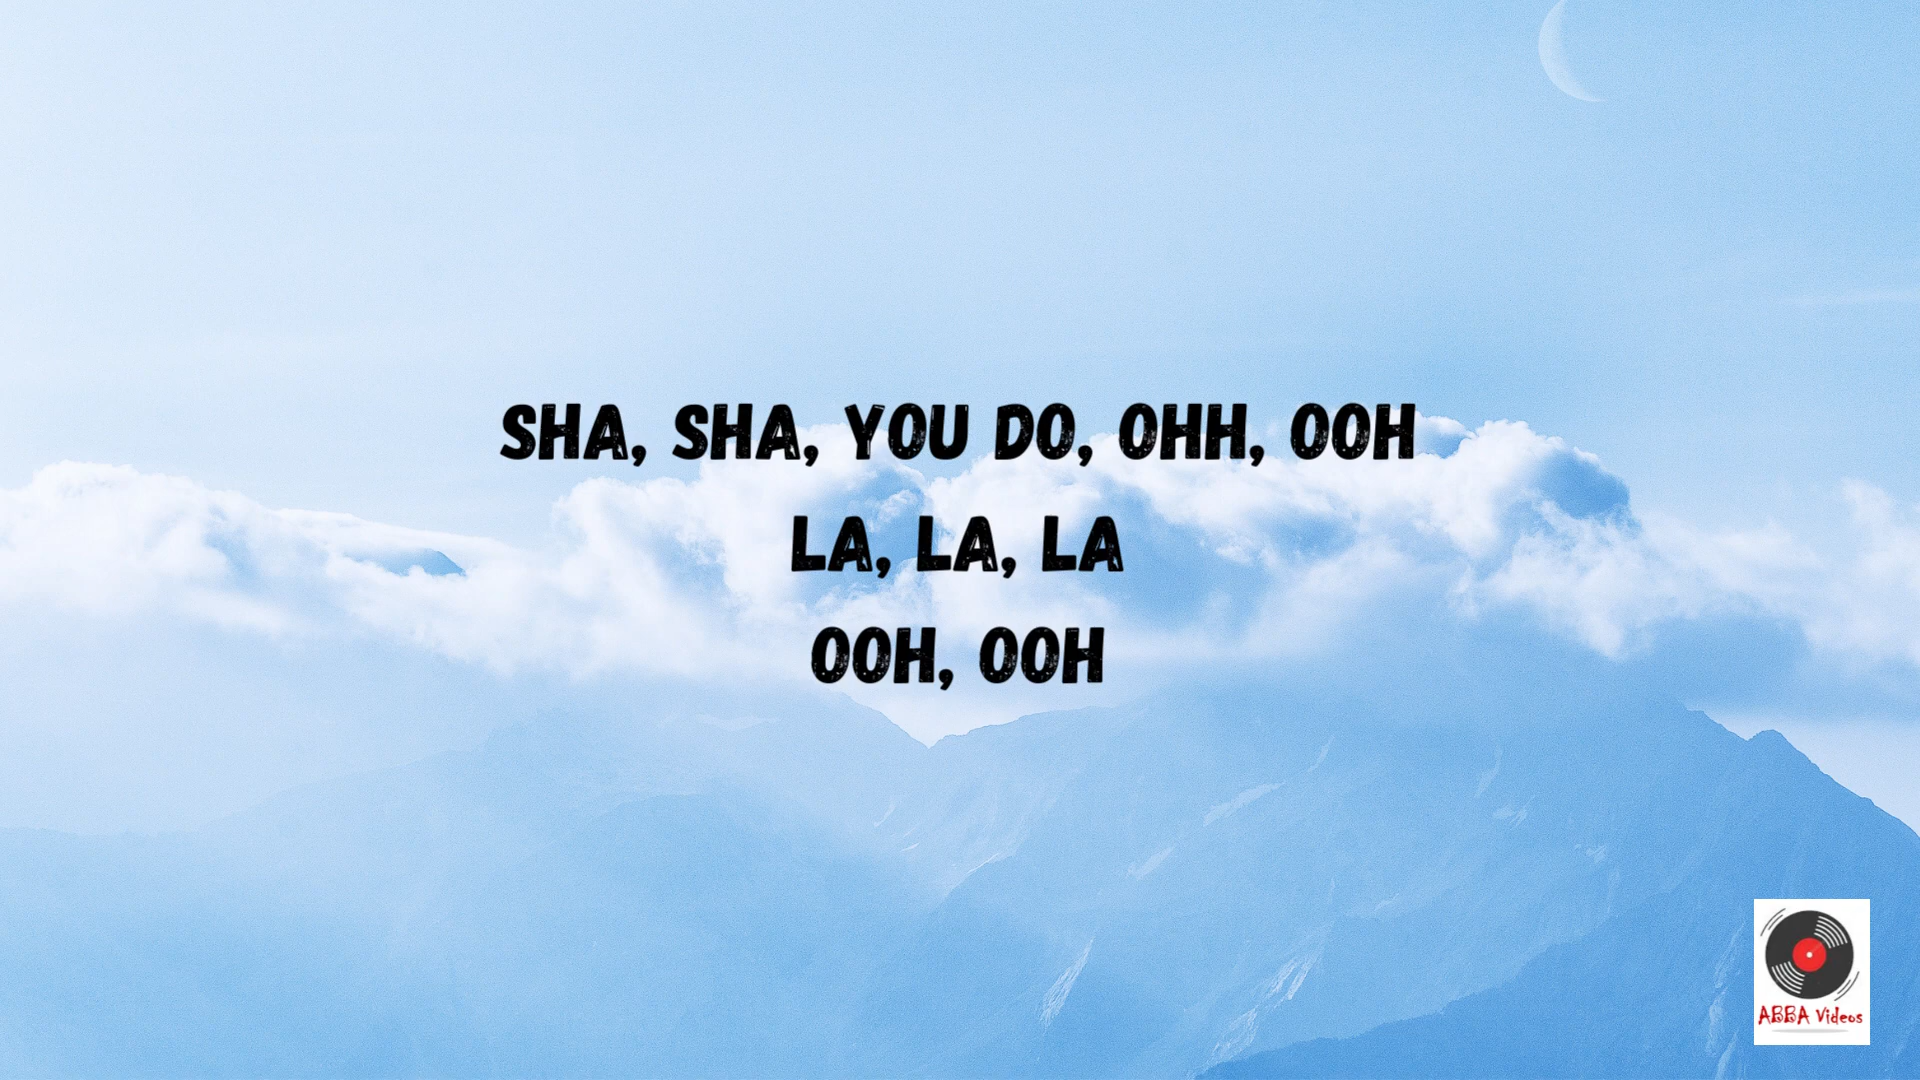 SHA, SHA, YOU DO, OHH, OOH
LA, LA, LA
OOH, OOH
ABBA Videos